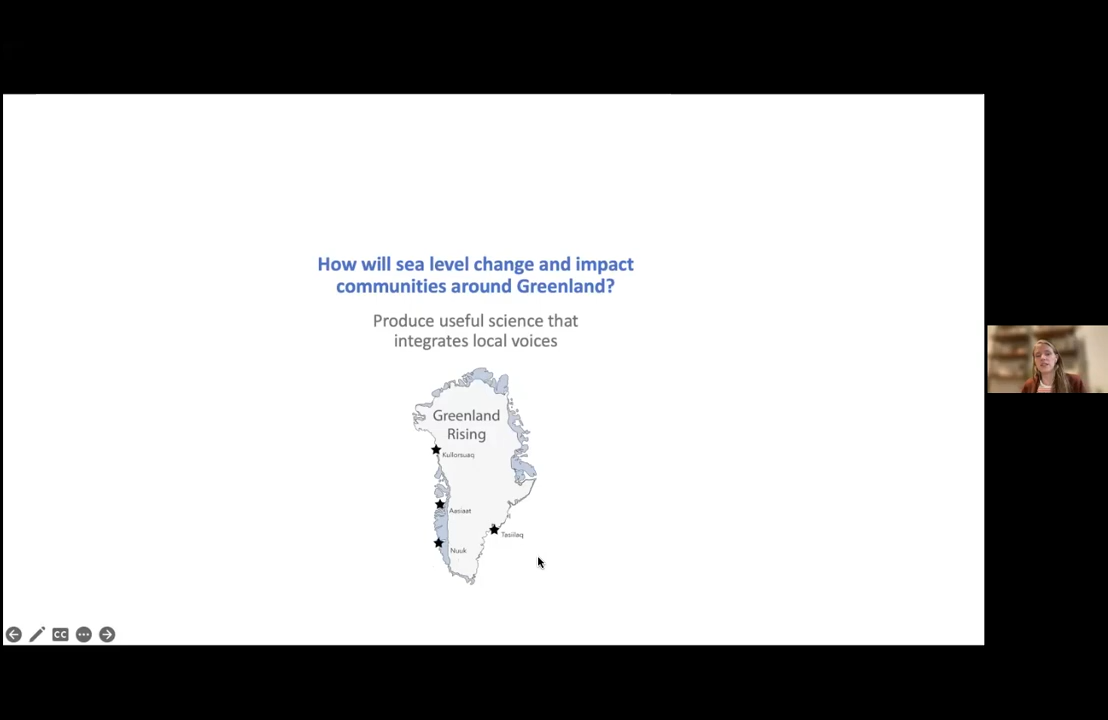 How will sea level change and impact
communities around Greenland?
Produce useful science that
integrates local voices
Greenland
Rising
Kullorsuaq
Aasiaat
Tasiilaq
Nuuk
CC